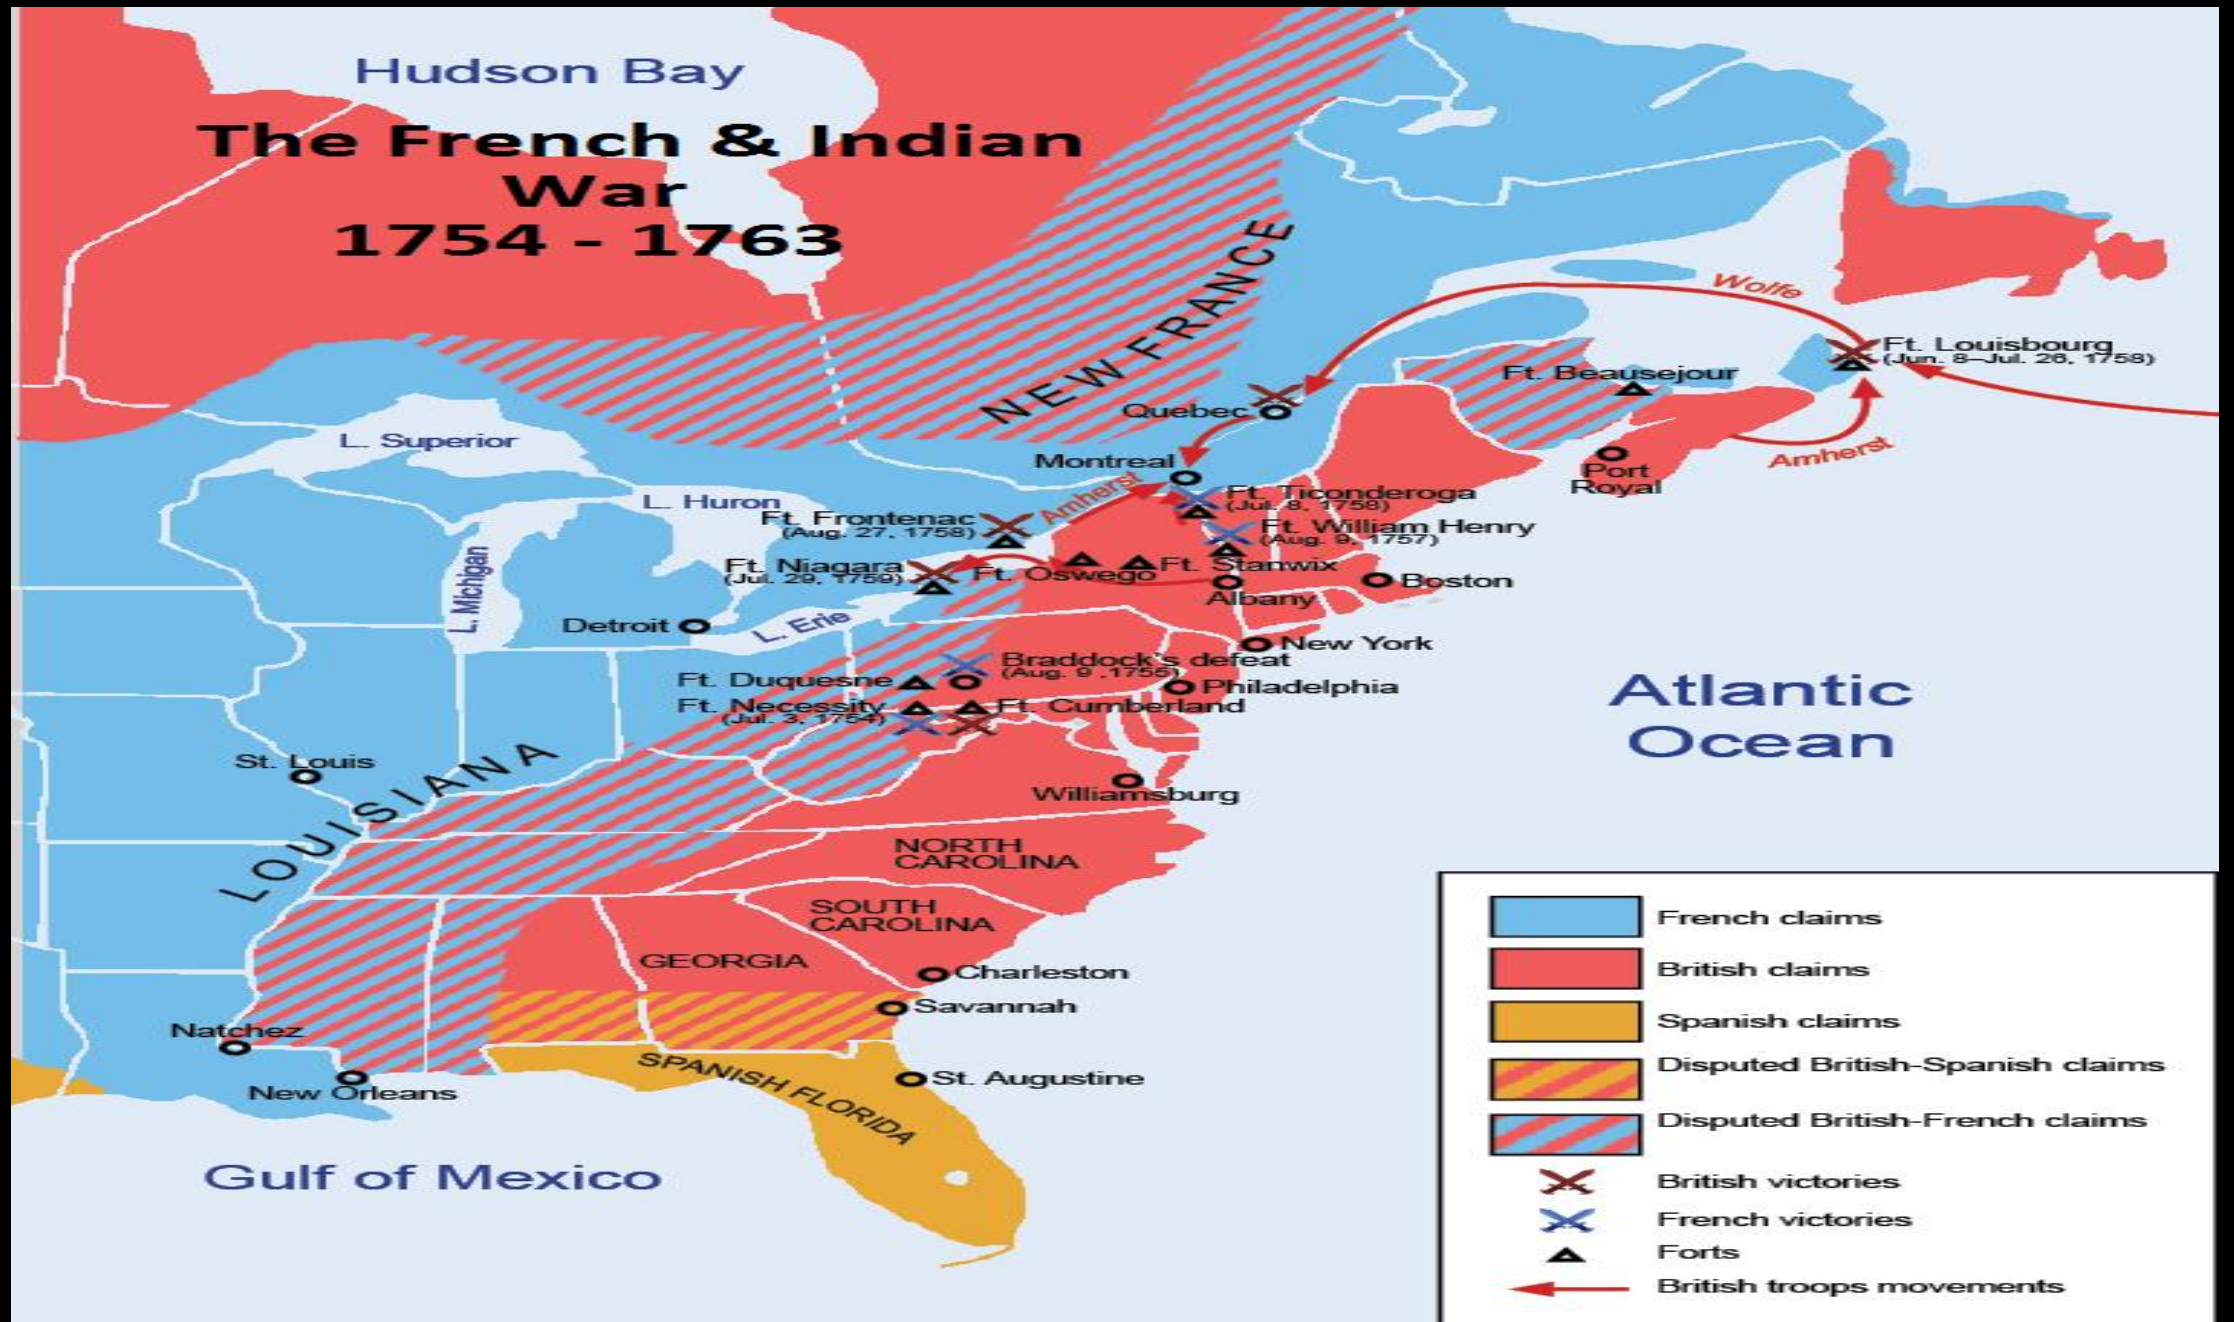 Hudson Bay
The French & Indian
War
1754 - 1763
NEW FRANCE
Wolfe
Ft. Louisbourg
(Jun. 8–Jul. 26, 1758)
Ft. Beausejour
Quebec
L. Superior
Montreal
Amherst
Port
Royal
L. Huron
Amherst
Ft. Ticonderoga
(Jul. 8, 1758)
Ft. Frontenac
(Aug. 27, 1758)
Ft. William Henry
(Aug. 9, 1757)
L. Michigan
Ft. Niagara
(Jul. 29, 1759)
Ft. Oswego
Ft. Stanwix
Boston
Albany
Detroit
L. Erie
New York
Braddock's defeat
(Aug. 9 ,1755)
Ft. Duquesne
Philadelphia
Ft. Necessity
(Jul. 3, 1754)
Ft. Cumberland
Atlantic
Ocean
St. Louis
LOUISIANA
Williamsburg
NORTH
CAROLINA
SOUTH
CAROLINA
GEORGIA
Charleston
Savannah
Natchez
New Orleans
SPANISH FLORIDA
St. Augustine
Gulf of Mexico
French claims
British claims
Spanish claims
Disputed British-Spanish claims
Disputed British-French claims
British victories
French victories
Forts
British troops movements